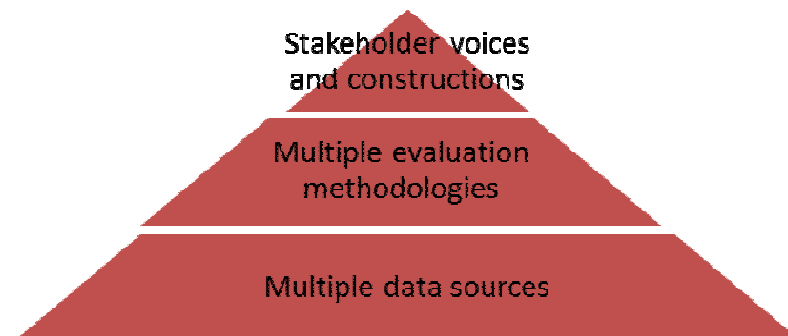 Stakeholder voices
and constructions
Multiple evaluation
methodologies
Multiple data sources